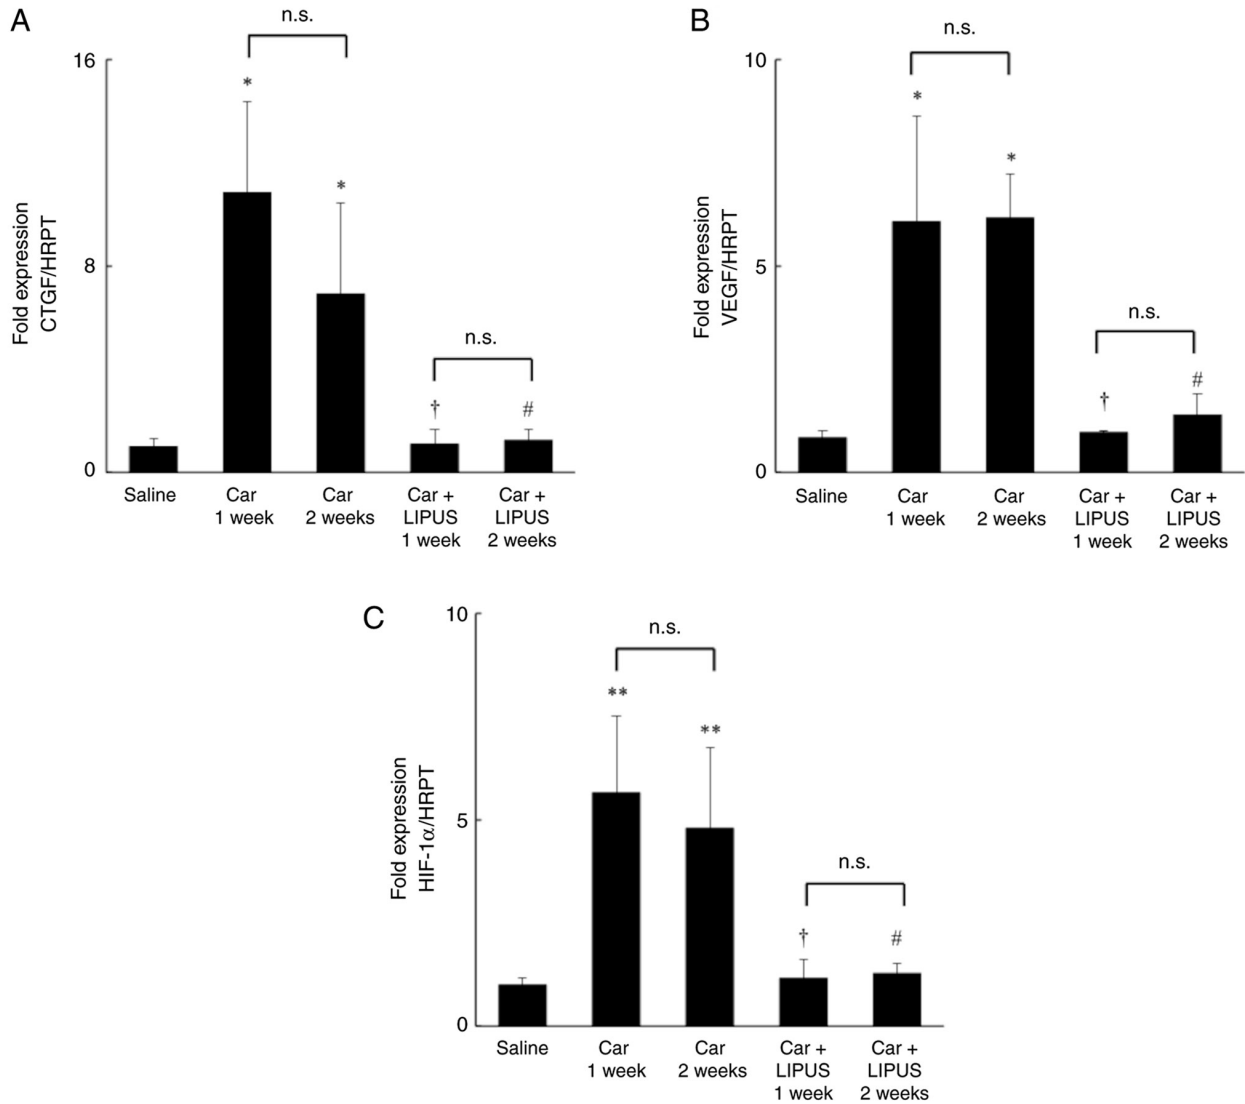 A
n.s.
16
*
*
8
n.s.
†
#
0
Fold expression
CTGF/HRPT
Saline
Car
1 week
Car
2 weeks
Car +
LIPUS
1 week
Car +
LIPUS
2 weeks
B
n.s.
10
*
*
5
n.s.
†
#
0
Fold expression
VEGF/HRPT
Saline
Car
1 week
Car
2 weeks
Car +
LIPUS
1 week
Car +
LIPUS
2 weeks
C
10
n.s.
**
**
5
n.s.
†
#
0
Fold expression
HIF-1α/HRPT
Saline
Car
1 week
Car
2 weeks
Car +
LIPUS
1 week
Car +
LIPUS
2 weeks